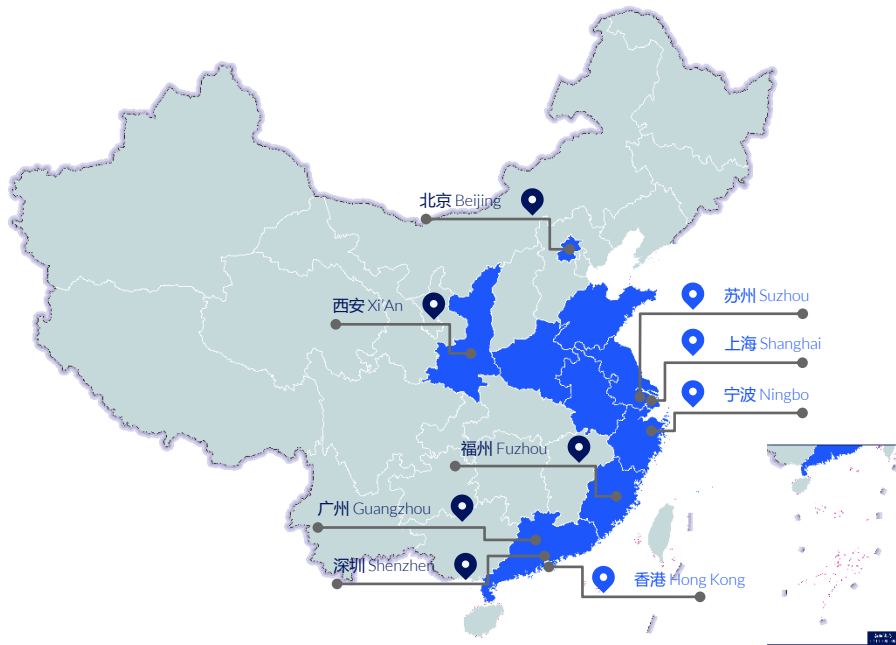 北京 Beijing
西安 Xi'An
苏州 Suzhou
上海 Shanghai
宁波 Ningbo
福州 Fuzhou
广州 Guangzhou
深圳 Shenzhen
香港 Hong Kong